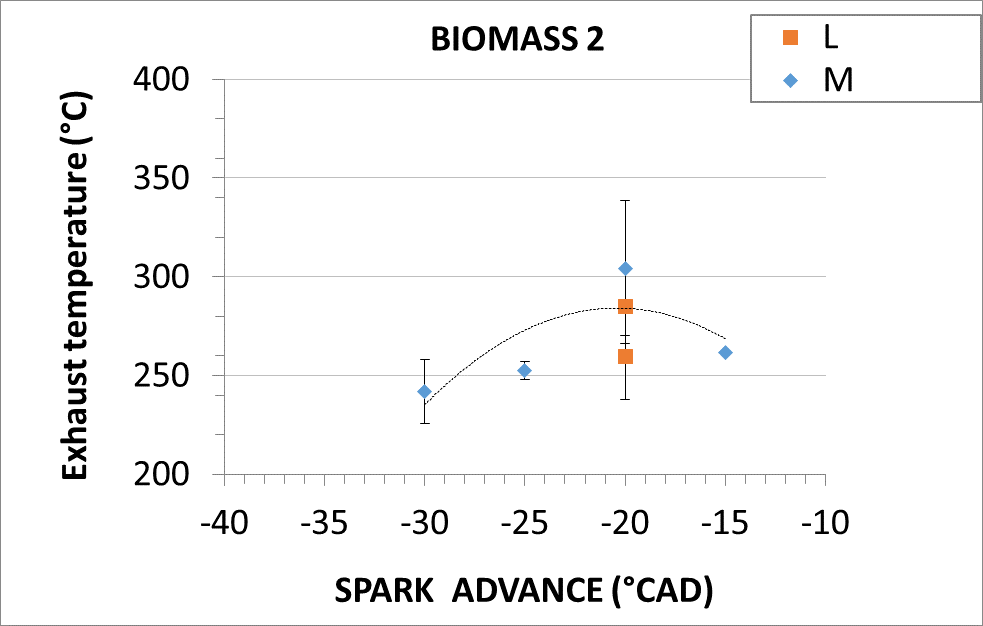 BIOMASS 2
L
M
Exhaust temperature (°C)
400
350
300
250
200
-40 -35 -30 -25 -20 -15 -10
SPARK ADVANCE (°CAD)